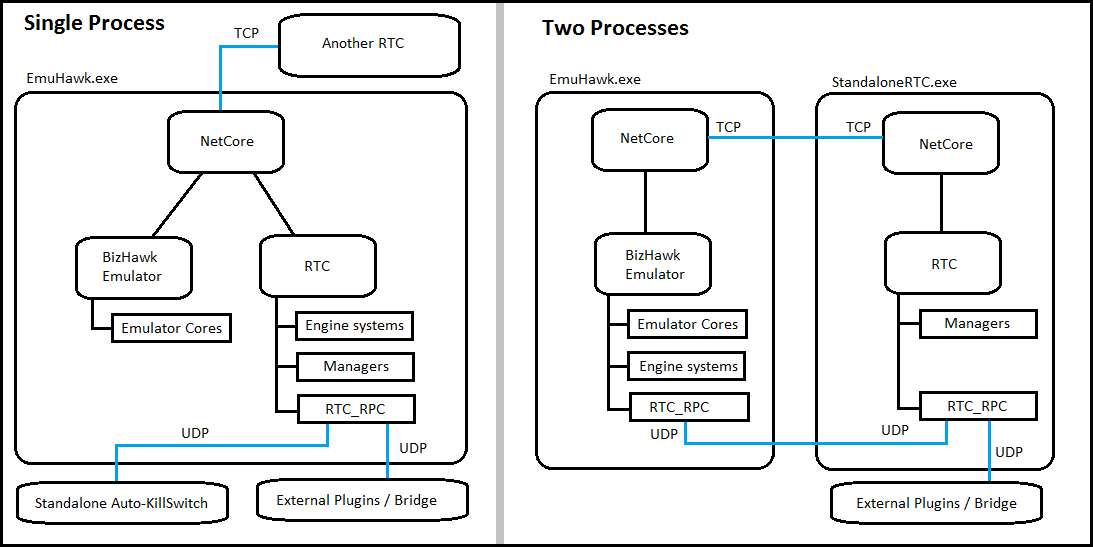 Single Process
TCP
Another RTC
EmuHawk.exe
NetCore
BizHawk
Emulator
RTC
Emulator Cores
Engine systems
Managers
RTC_RPC
UDP
UDP
Standalone Auto-KillSwitch
External Plugins / Bridge
Two Processes
EmuHawk.exe
StandaloneRTC.exe
NetCore
TCP
TCP
NetCore
BizHawk
Emulator
RTC
Emulator Cores
Managers
Engine systems
RTC_RPC
RTC_RPC
UDP
UDP
UDP
External Plugins / Bridge